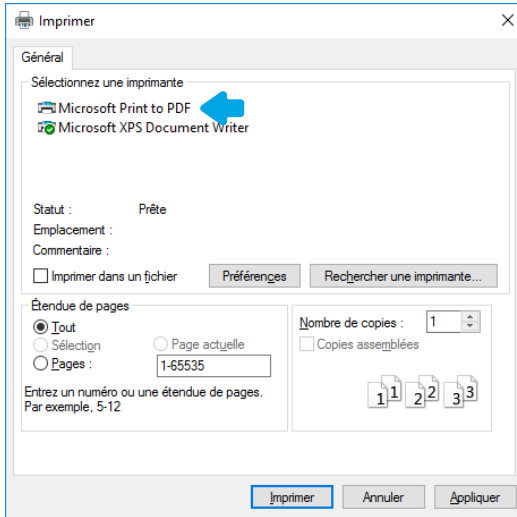 Imprimer
Général
Sélectionnez une imprimante
Microsoft Print to PDF
Microsoft XPS Document Writer
Statut : Prête
Emplacement :
Commentaire :
Imprimer dans un fichier Préférences Rechercher une imprimante...
Étendue de pages
Tout
Sélection Page actuelle
Pages : 1-65535
Entrez un numéro ou une étendue de pages.
Par exemple, 5-12
Nombre de copies : 1
Copies assemblées
1 1 2 2 3 3
Imprimer Annuler Appliquer